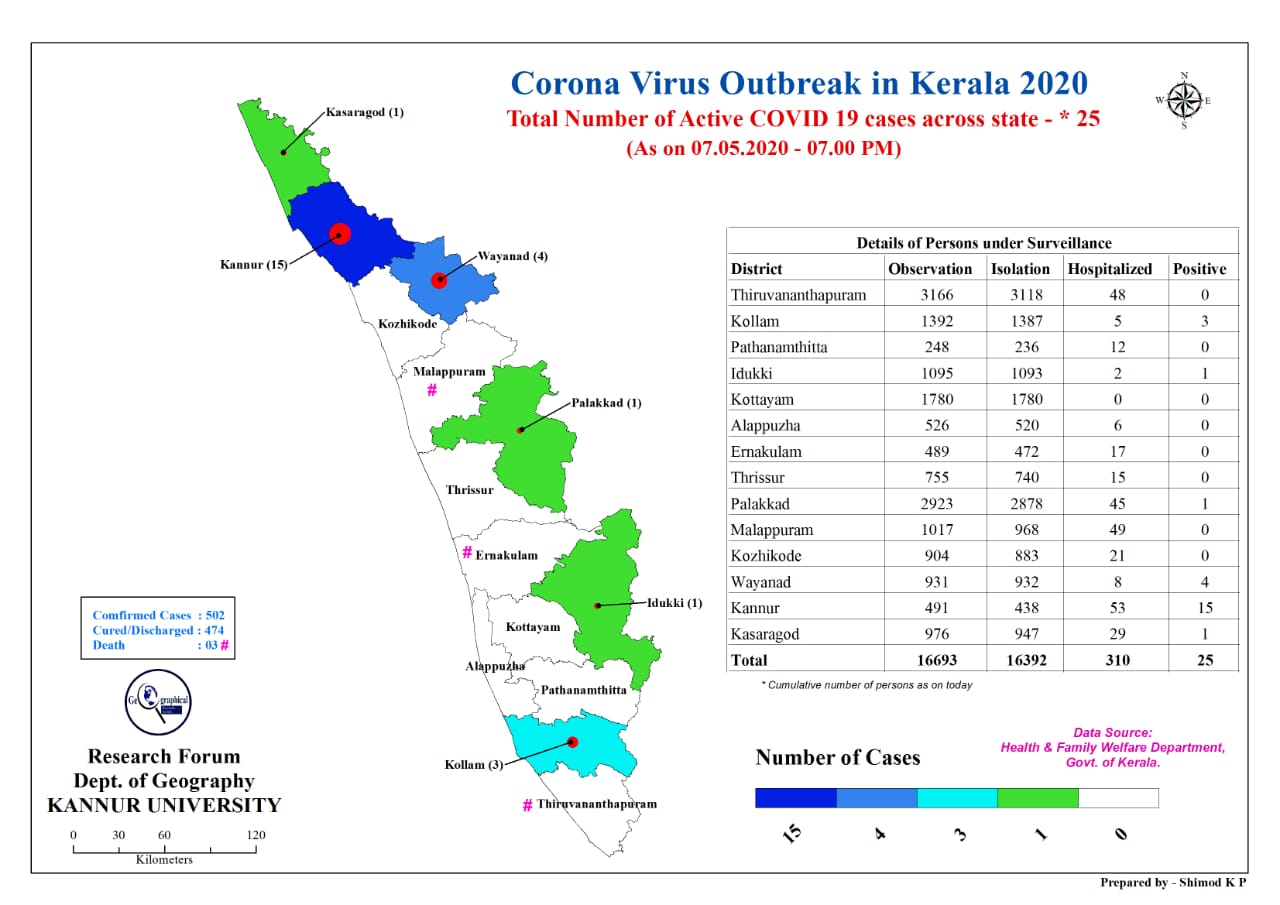 Corona Virus Outbreak in Kerala 2020
Total Number of Active COVID 19 cases across state - * 25
(As on 07.05.2020 - 07.00 PM)
N
W E
S
Kasaragod (1)
Kannur (15)
Wayanad (4)
Kozhikode
Malappuram
#
Palakkad (1)
Thrissur
# Ernakulam
Idukki (1)
Kottayam
Alappuzha
Pathanamthitta
Kollam (3)
# Thiruvananthapuram
Details of Persons under Surveillance
District Observation Isolation Hospitalized Positive
Thiruvananthapuram 3166 3118 48 0
Kollam 1392 1387 5 3
Pathanamthitta 248 236 12 0
Idukki 1095 1093 2 1
Kottayam 1780 1780 0 0
Alappuzha 526 520 6 0
Ernakulam 489 472 17 0
Thrissur 755 740 15 0
Palakkad 2923 2878 45 1
Malappuram 1017 968 49 0
Kozhikode 904 883 21 0
Wayanad 931 932 8 4
Kannur 491 438 53 15
Kasaragod 976 947 29 1
Total 16693 16392 310 25
* Cumulative number of persons as on today
Comfirmed Cases : 502
Cured/Discharged : 474
Death : 03 #
Ge graphical
Research Forum
Dept. of Geography
KANNUR UNIVERSITY
0 30 60 120
Kilometers
Data Source:
Health & Family Welfare Department,
Govt. of Kerala.
Number of Cases
15 4 3 1 0
Prepared by - Shimod K P